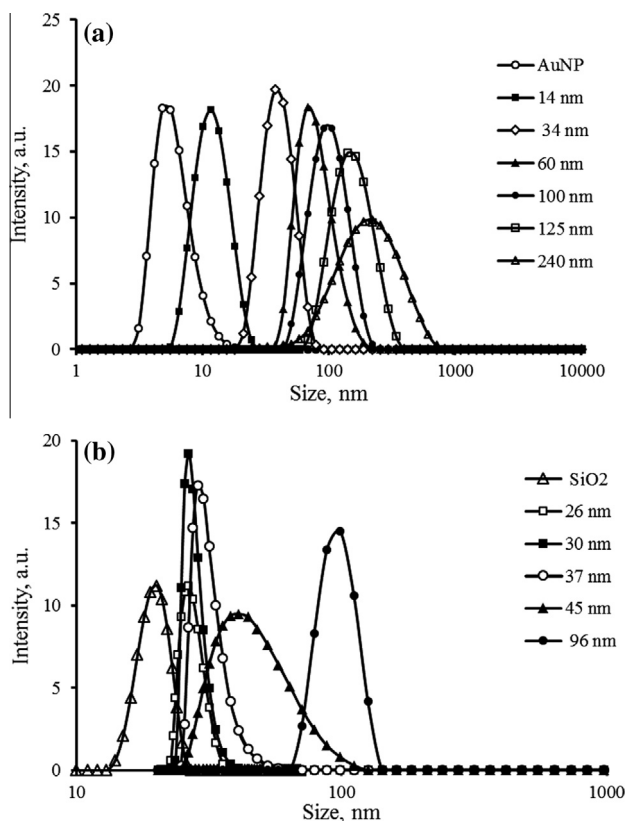 (a)
25
20
15
10
5
0
Intensity, a.u.
1 10 100 1000 10000
Size, nm
AuNP
14 nm
34 nm
60 nm
100 nm
125 nm
240 nm
(b)
20
15
10
5
0
Intensity, a.u.
10 100 1000
Size, nm
SiO2
26 nm
30 nm
37 nm
45 nm
96 nm